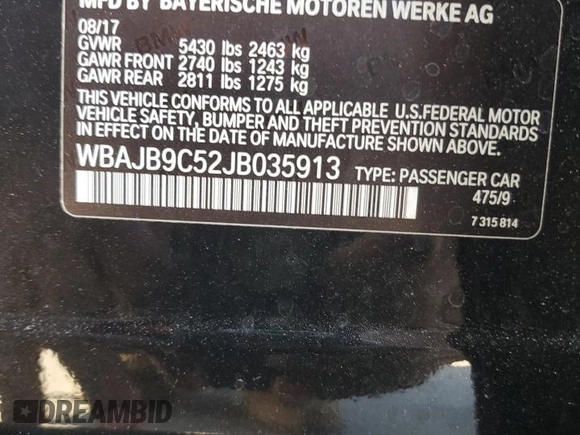 MFD BY BAYERISCHE MOTOREN WERKE AG
08/17
GVWR 5430 lbs 2463 kg
GAWR FRONT 2740 lbs 1243 kg
GAWR REAR 2811 lbs 1275 kg
THIS VEHICLE CONFORMS TO ALL APPLICABLE U.S.FEDERAL MOTOR
VEHICLE SAFETY, BUMPER AND THEFT PREVENTION STANDARDS
IN EFFECT ON THE DATE OF MANUFACTURE SHOWN ABOVE.
WBAJB9C52JB035913 TYPE: PASSENGER CAR
475/9
7 315 814
DREAMBID